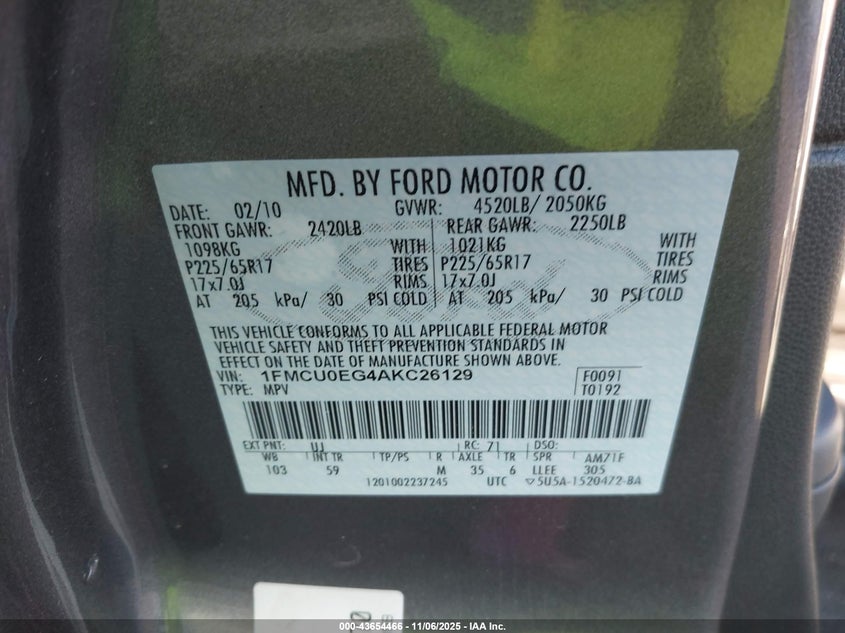 MFD. BY FORD MOTOR CO.
DATE: 02/10 GVWR: 4520LB/ 2050KG
FRONT GAWR: 2420LB REAR GAWR: 2250LB
1098KG WITH 1021KG WITH
P225/65R17 TIRES P225/65R17 TIRES
17x7.0J RIMS 17x7.0J RIMS
AT 205 kPa/ 30 PSI COLD AT 205 kPa/ 30 PSI COLD
THIS VEHICLE CONFORMS TO ALL APPLICABLE FEDERAL MOTOR
VEHICLE SAFETY AND THEFT PREVENTION STANDARDS IN
EFFECT ON THE DATE OF MANUFACTURE SHOWN ABOVE.
VIN: 1FMCU0EG4AKC26129 F0091
TYPE: MPV T0192
EXT PNT: UJ RC: 71 DSO:
WB INT TR TP/PS R AXLE TR SPR AM71F
103 59 M 35 6 LLEE 305
1201002237245 UTC ▽5U5A-1520472-BA
000-43654466 - 11/06/2025 - IAA Inc.